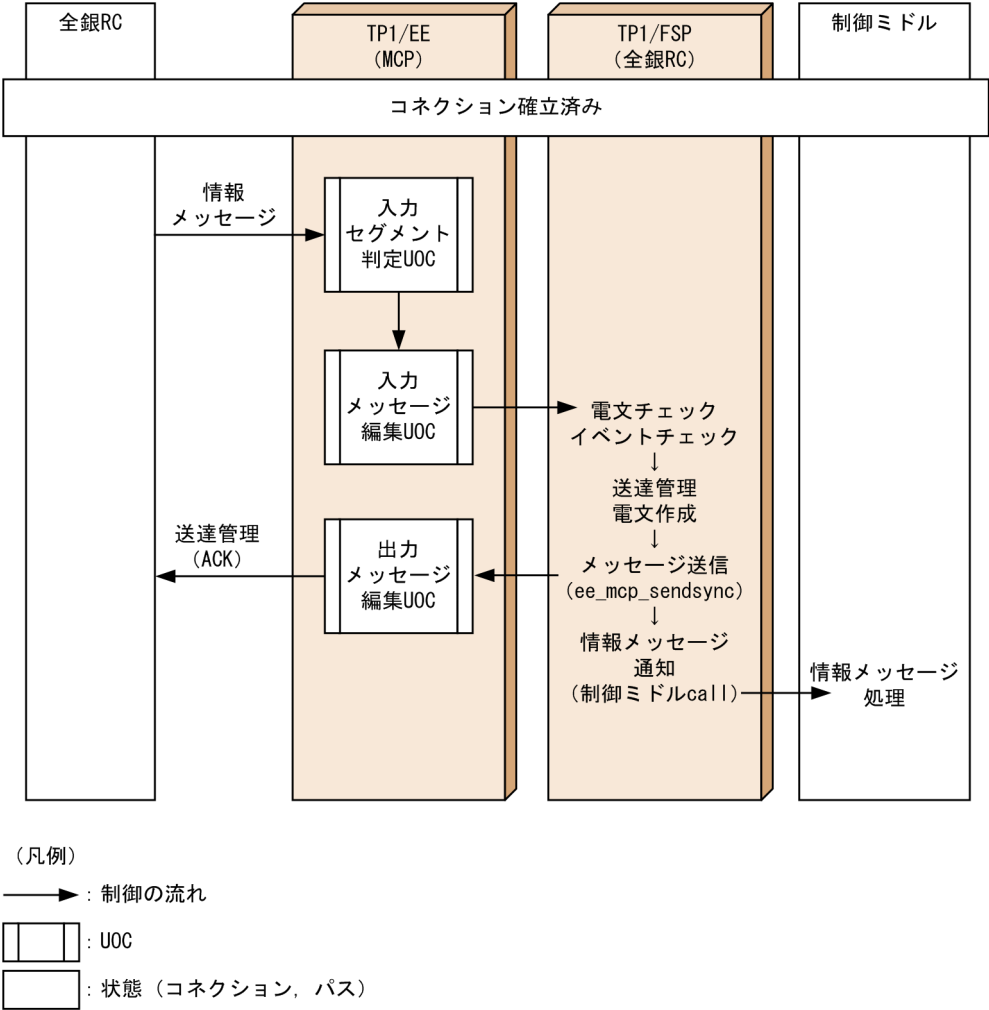 全銀RC
TP1/EE
（MCP）
TP1/FSP
（全銀RC）
制御ミドル
コネクション確立済み
情報
メッセージ
入力
セグメント
判定UOC
入力
メッセージ
編集UOC
電文チェック
イベントチェック
↓
送達管理
電文作成
↓
メッセージ送信
（ee_mcp_sendsync）
↓
情報メッセージ
通知
（制御ミドルcall）
送達管理
（ACK）
出力
メッセージ
編集UOC
情報メッセージ
処理
（凡例）
：制御の流れ
：UOC
：状態（コネクション，パス）